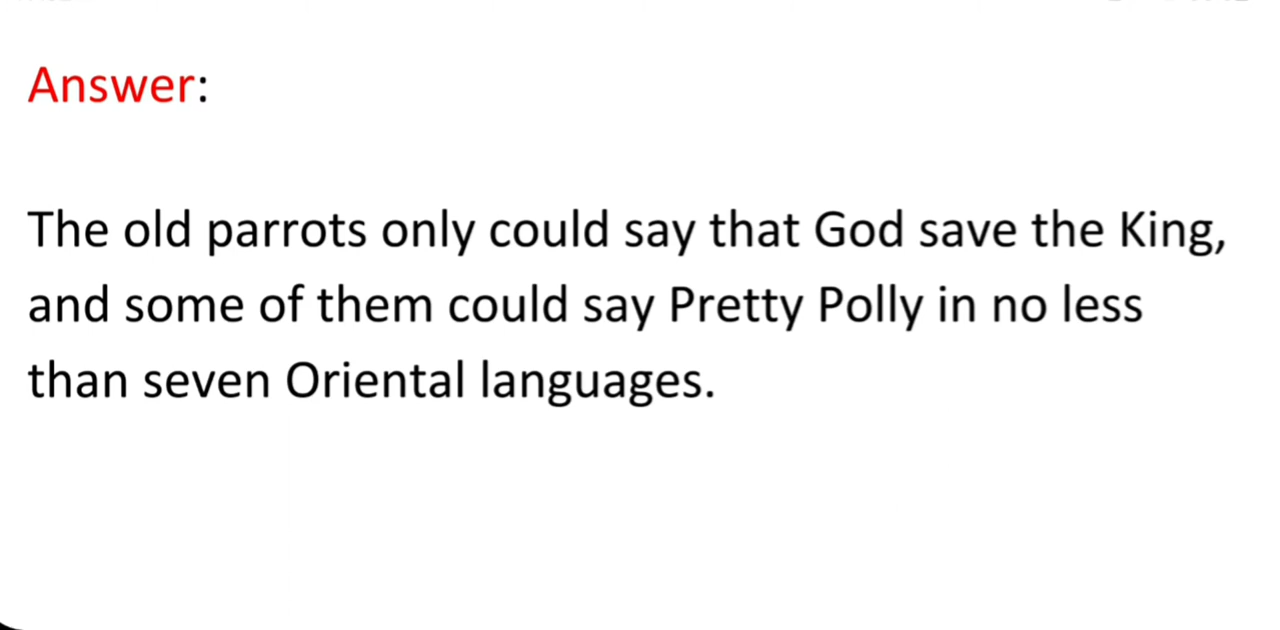 Answer:
The old parrots only could say that God save the King,
and some of them could say Pretty Polly in no less
than seven Oriental languages.